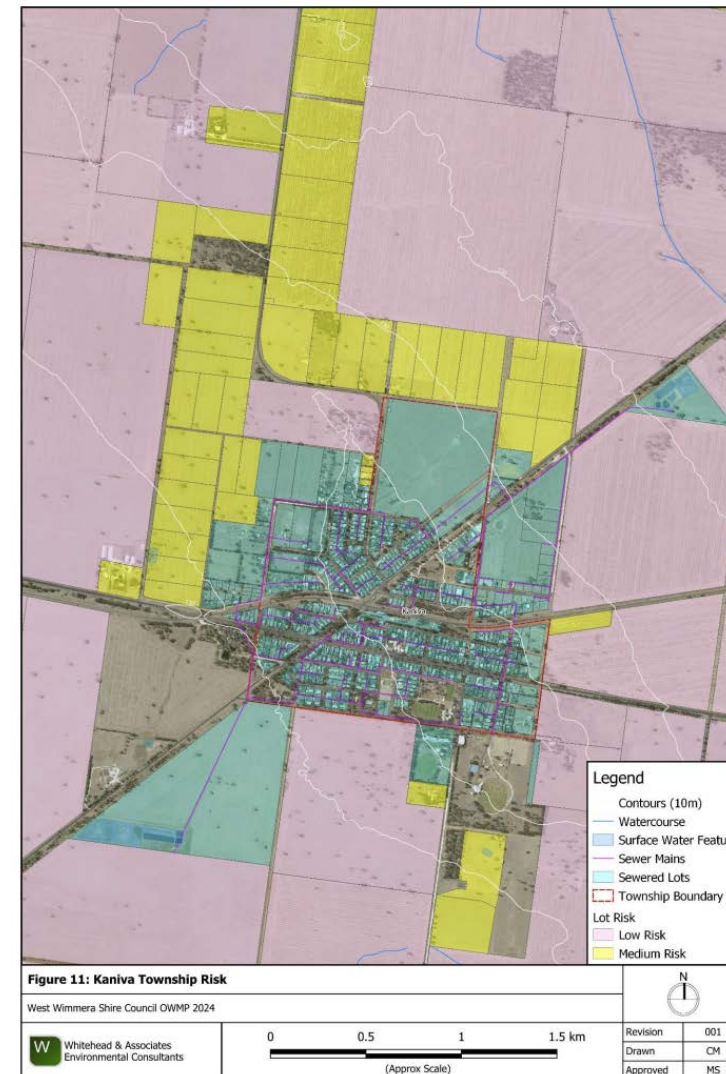 Kaniva
Legend
Contours (10m)
Watercourse
Surface Water Featu
Sewer Mains
Sewered Lots
Township Boundary
Lot Risk
Low Risk
Medium Risk
Figure 11: Kaniva Township Risk
West Wimmera Shire Council OWMP 2024
N
W
Whitehead & Associates
Environmental Consultants
0 0.5 1 1.5 km
(Approx Scale)
Revision 001
Drawn CM
Approved MS